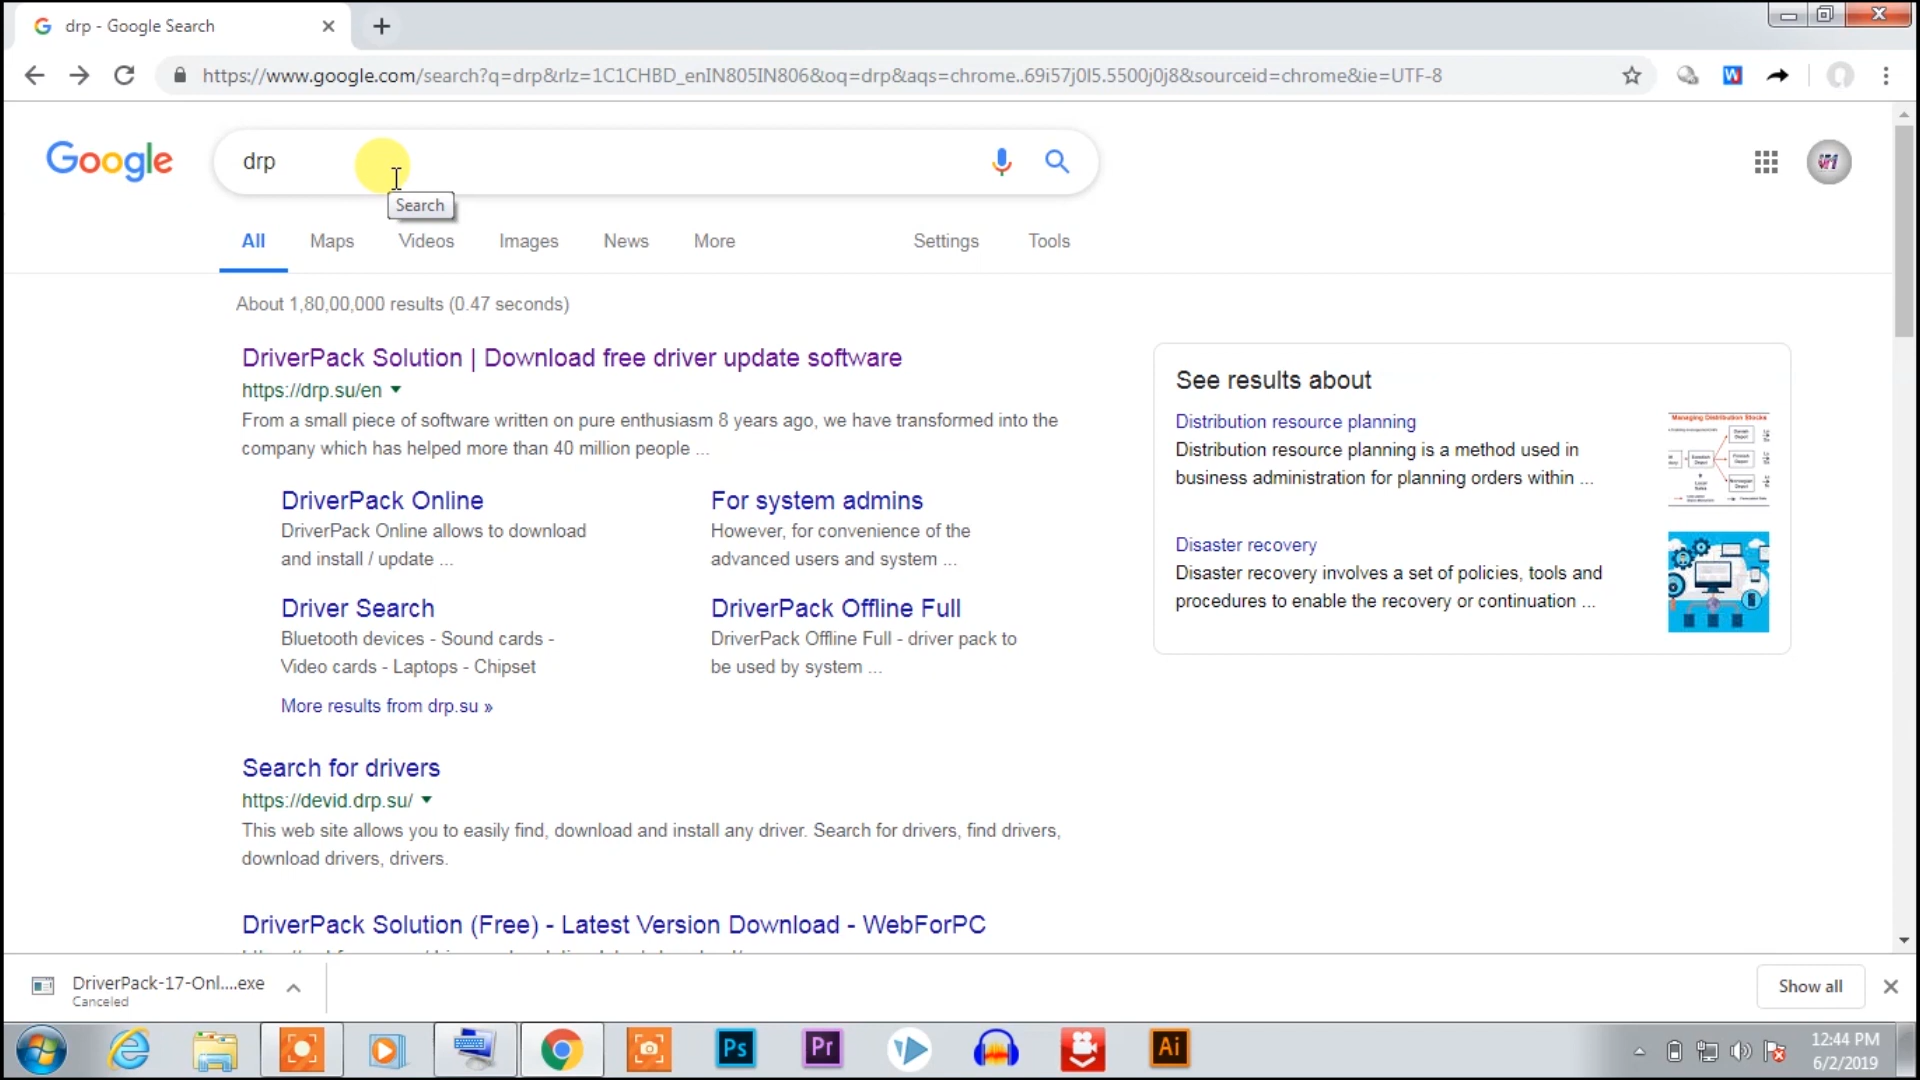 drp - Google Search
https://www.google.com/search?q=drp&rlz=1C1CHBD_enIN805IN806&oq=drp&aqs=chrome..69i57j0l5.5500j0j8&sourceid=chrome&ie=UTF-8
Google
drp
Search
All
Maps
Videos
Images
News
More
Settings
Tools
About 1,80,00,000 results (0.47 seconds)
DriverPack Solution | Download free driver update software
https://drp.su/en
From a small piece of software written on pure enthusiasm 8 years ago, we have transformed into the
company which has helped more than 40 million people ...
DriverPack Online
DriverPack Online allows to download
and install / update ...
For system admins
However, for convenience of the
advanced users and system ...
Driver Search
Bluetooth devices - Sound cards -
Video cards - Laptops - Chipset
DriverPack Offline Full
DriverPack Offline Full - driver pack to
be used by system ...
More results from drp.su »
Search for drivers
https://devid.drp.su/
This web site allows you to easily find, download and install any driver. Search for drivers, find drivers,
download drivers, drivers.
DriverPack Solution (Free) - Latest Version Download - WebForPC
See results about
Distribution resource planning
Distribution resource planning is a method used in
business administration for planning orders within ...
Managing Distribution Stocks
Disaster recovery
Disaster recovery involves a set of policies, tools and
procedures to enable the recovery or continuation ...
DriverPack-17-Onl....exe
Canceled
Show all
Ps
Pr
Ai
12:44 PM
6/2/2019